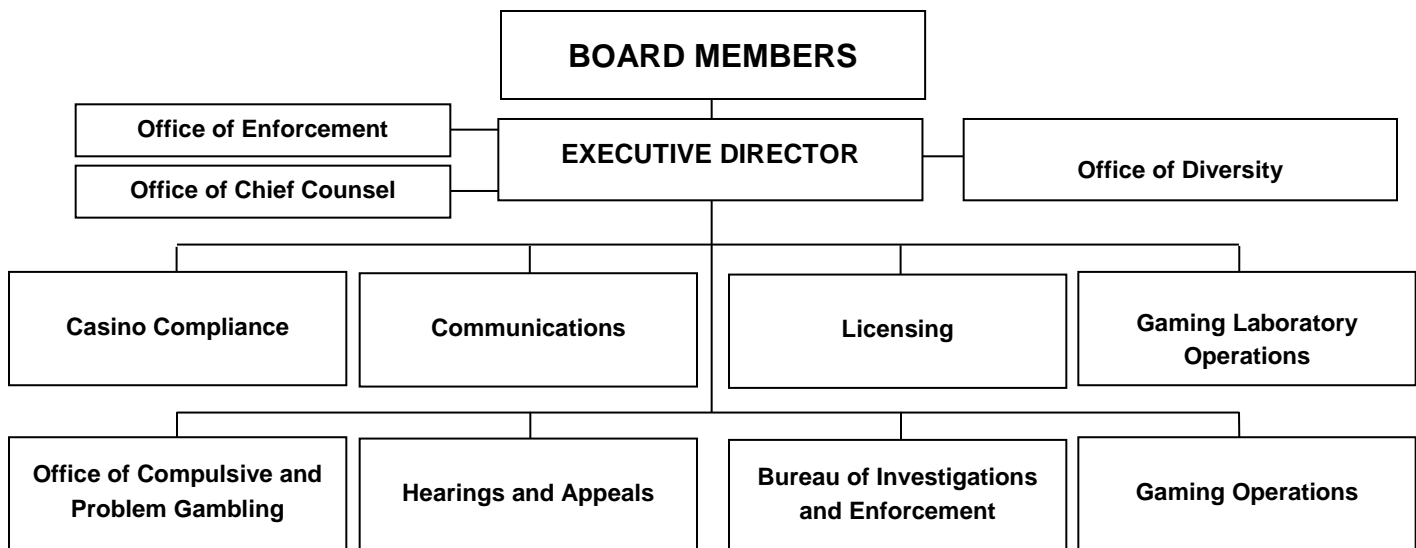 BOARD MEMBERS
Office of Enforcement
EXECUTIVE DIRECTOR
Office of Diversity
Office of Chief Counsel
Casino Compliance
Communications
Licensing
Gaming Laboratory
Operations
Office of Compulsive and
Problem Gambling
Hearings and Appeals
Bureau of Investigations
and Enforcement
Gaming Operations